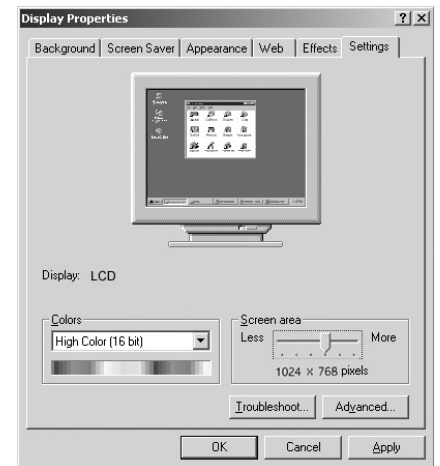 Display Properties
? ×
Background Screen Saver Appearance Web Effects Settings
Display: LCD
Colors
High Color (16 bit)
Screen area
Less More
1024 × 768 pixels
Troubleshoot... Advanced...
OK Cancel Apply